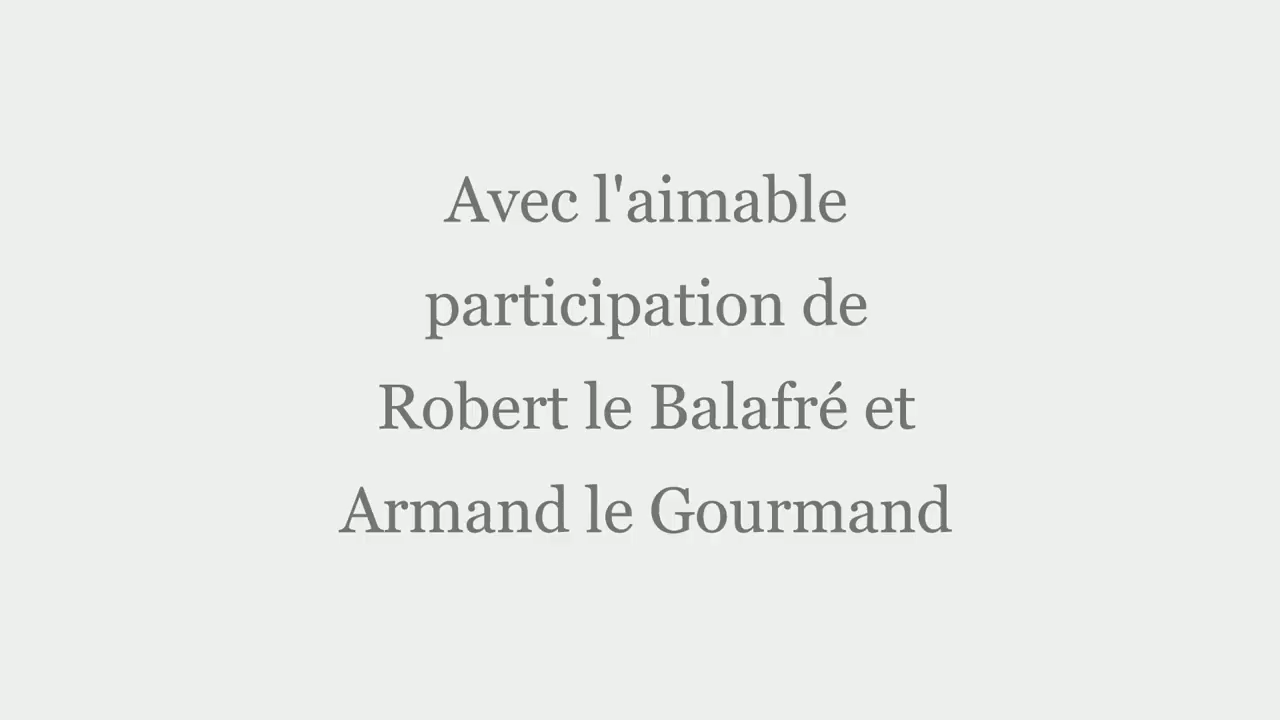 Avec l'aimable
participation de
Robert le Balafré et
Armand le Gourmand